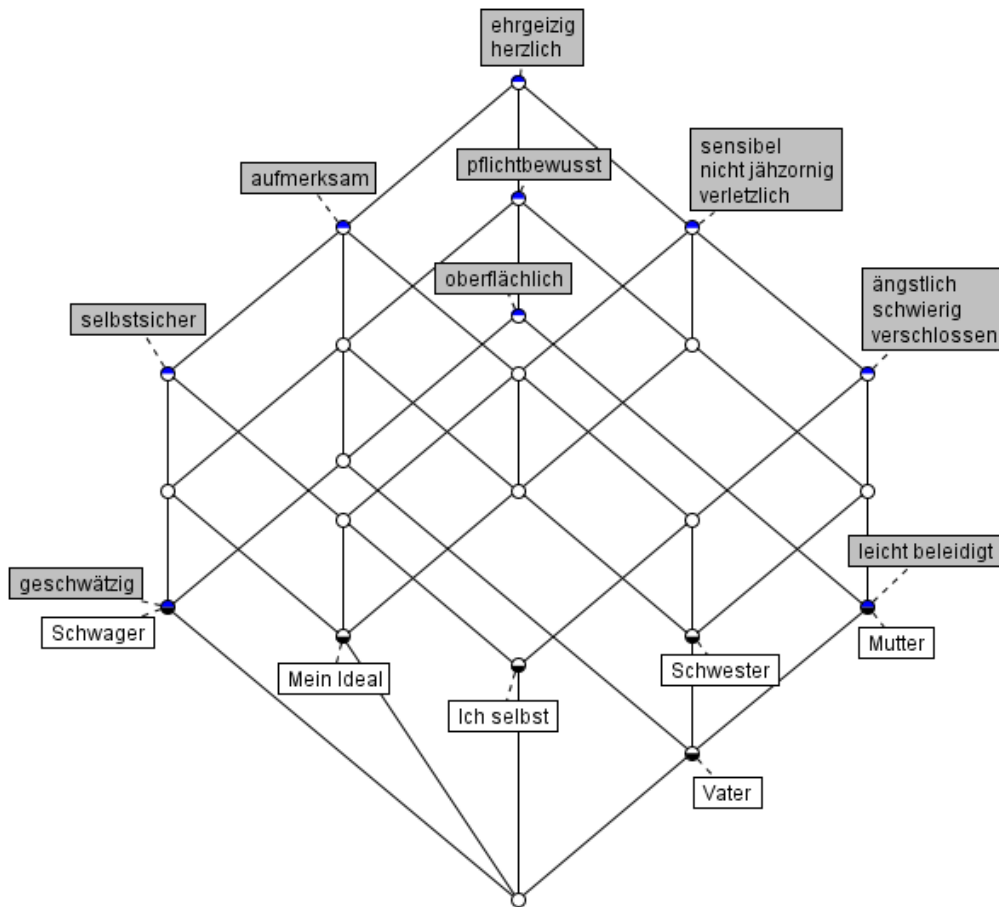 ehrgeizig
herzlich
aufmerksam
pflichtbewusst
sensibel
nicht jähzornig
verletzlich
selbstsicher
oberflächlich
ängstlich
schwierig
verschlossen
geschwätzig
Schwager
Mein Ideal
Ich selbst
Schwester
leicht beleidigt
Mutter
Vater